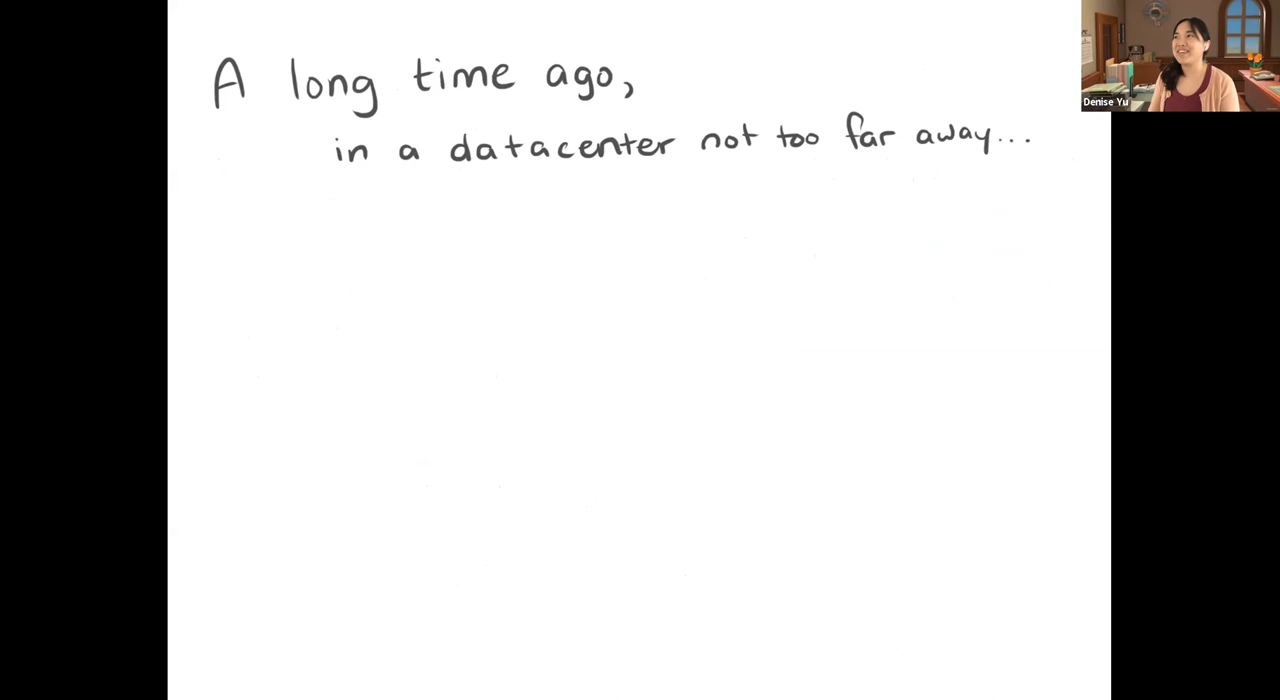 A long time ago,
in a datacenter not too far away...
Denise Yu